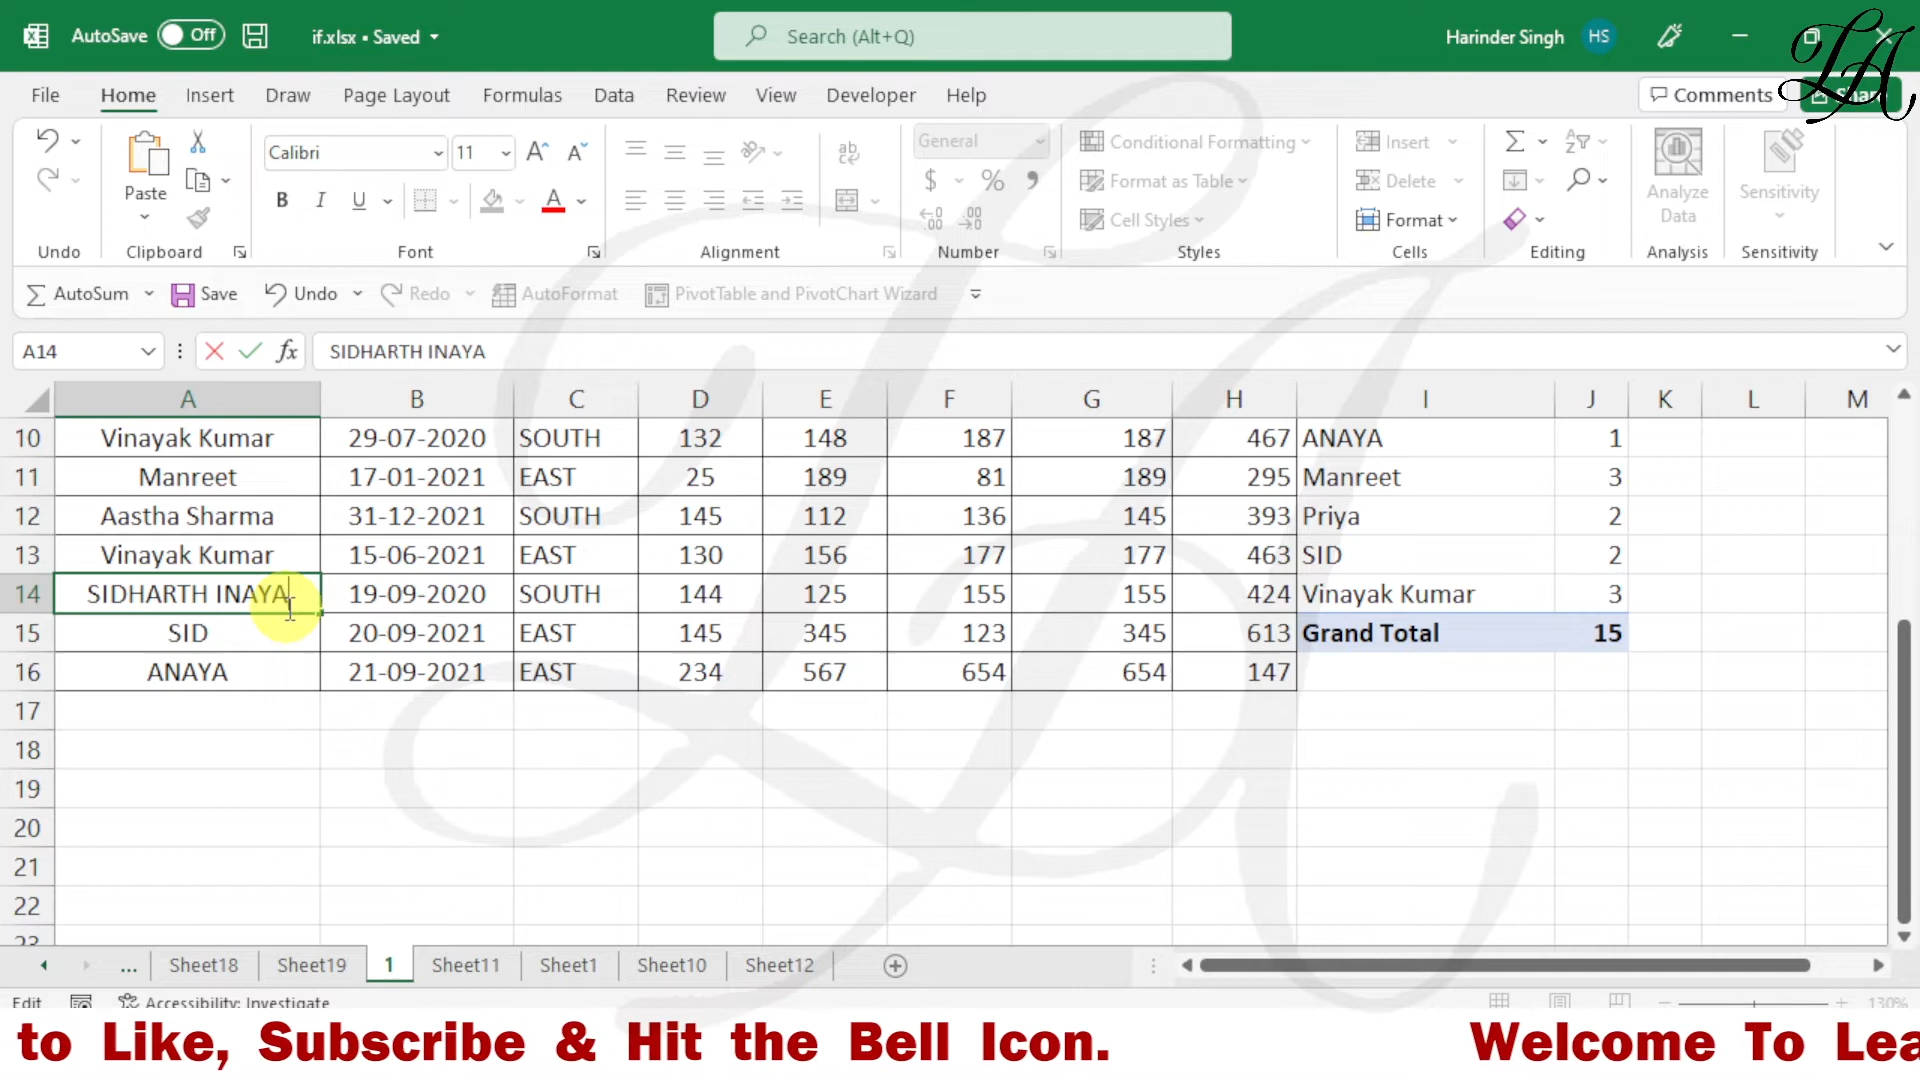 AutoSave Off if.xlsx • Saved Search (Alt+Q) Harinder Singh HS LA
File Home Insert Draw Page Layout Formulas Data Review View Developer Help Comments Share
Calibri 11 General Conditional Formatting Insert
Paste Format as Table Delete Analyze Data Sensitivity
B I U A $ % Cell Styles Format
Undo Clipboard Font Alignment Number Styles Cells Editing Analysis Sensitivity
AutoSum Save Undo Redo AutoFormat PivotTable and PivotChart Wizard
A14 fx SIDHARTH INAYA
A B C D E F G H I J K L M
10 Vinayak Kumar 29-07-2020 SOUTH 132 148 187 187 467 ANAYA 1
11 Manreet 17-01-2021 EAST 25 189 81 189 295 Manreet 3
12 Aastha Sharma 31-12-2021 SOUTH 145 112 136 145 393 Priya 2
13 Vinayak Kumar 15-06-2021 EAST 130 156 177 177 463 SID 2
14 SIDHARTH INAYA 19-09-2020 SOUTH 144 125 155 155 424 Vinayak Kumar 3
15 SID 20-09-2021 EAST 145 345 123 345 613 Grand Total 15
16 ANAYA 21-09-2021 EAST 234 567 654 654 147
17
18
19
20
21
22
23
... Sheet18 Sheet19 1 Sheet11 Sheet1 Sheet10 Sheet12
Edit Accessibility: Investigate 130%
to Like, Subscribe & Hit the Bell Icon. Welcome To Lea